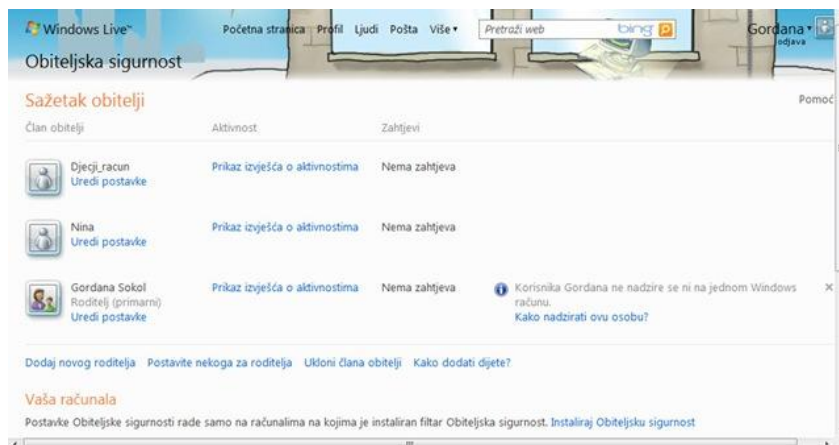 Windows Live™ Početna stranica Profil Ljudi Pošta Više Pretraži web bing Gordana
odjava
Obiteljska sigurnost
Sažetak obitelji Pomoć
Član obitelji Aktivnost Zahtjevi
Djecji_racun Prikaz izvješća o aktivnostima Nema zahtjeva
Uredi postavke
Nina Prikaz izvješća o aktivnostima Nema zahtjeva
Uredi postavke
Gordana Sokol Prikaz izvješća o aktivnostima Nema zahtjeva Korisnika Gordana ne nadzire se ni na jednom Windows
Roditelj (primarni) računu.
Uredi postavke Kako nadzirati ovu osobu?
Dodaj novog roditelja Postavite nekoga za roditelja Ukloni člana obitelji Kako dodati dijete?
Vaša računala
Postavke Obiteljske sigurnosti rade samo na računalima na kojima je instaliran filtar Obiteljska sigurnost. Instaliraj Obiteljsku sigurnost